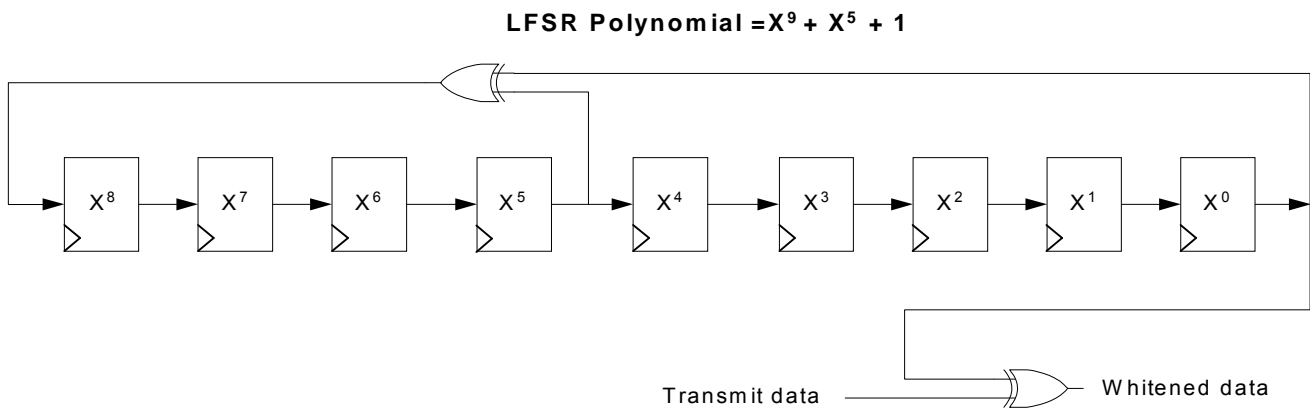 LFSR Polynomial =X⁹ + X⁵ + 1
X⁸ X⁷ X⁶ X⁵ X⁴ X³ X² X¹ X⁰
Transmit data
Whitened data